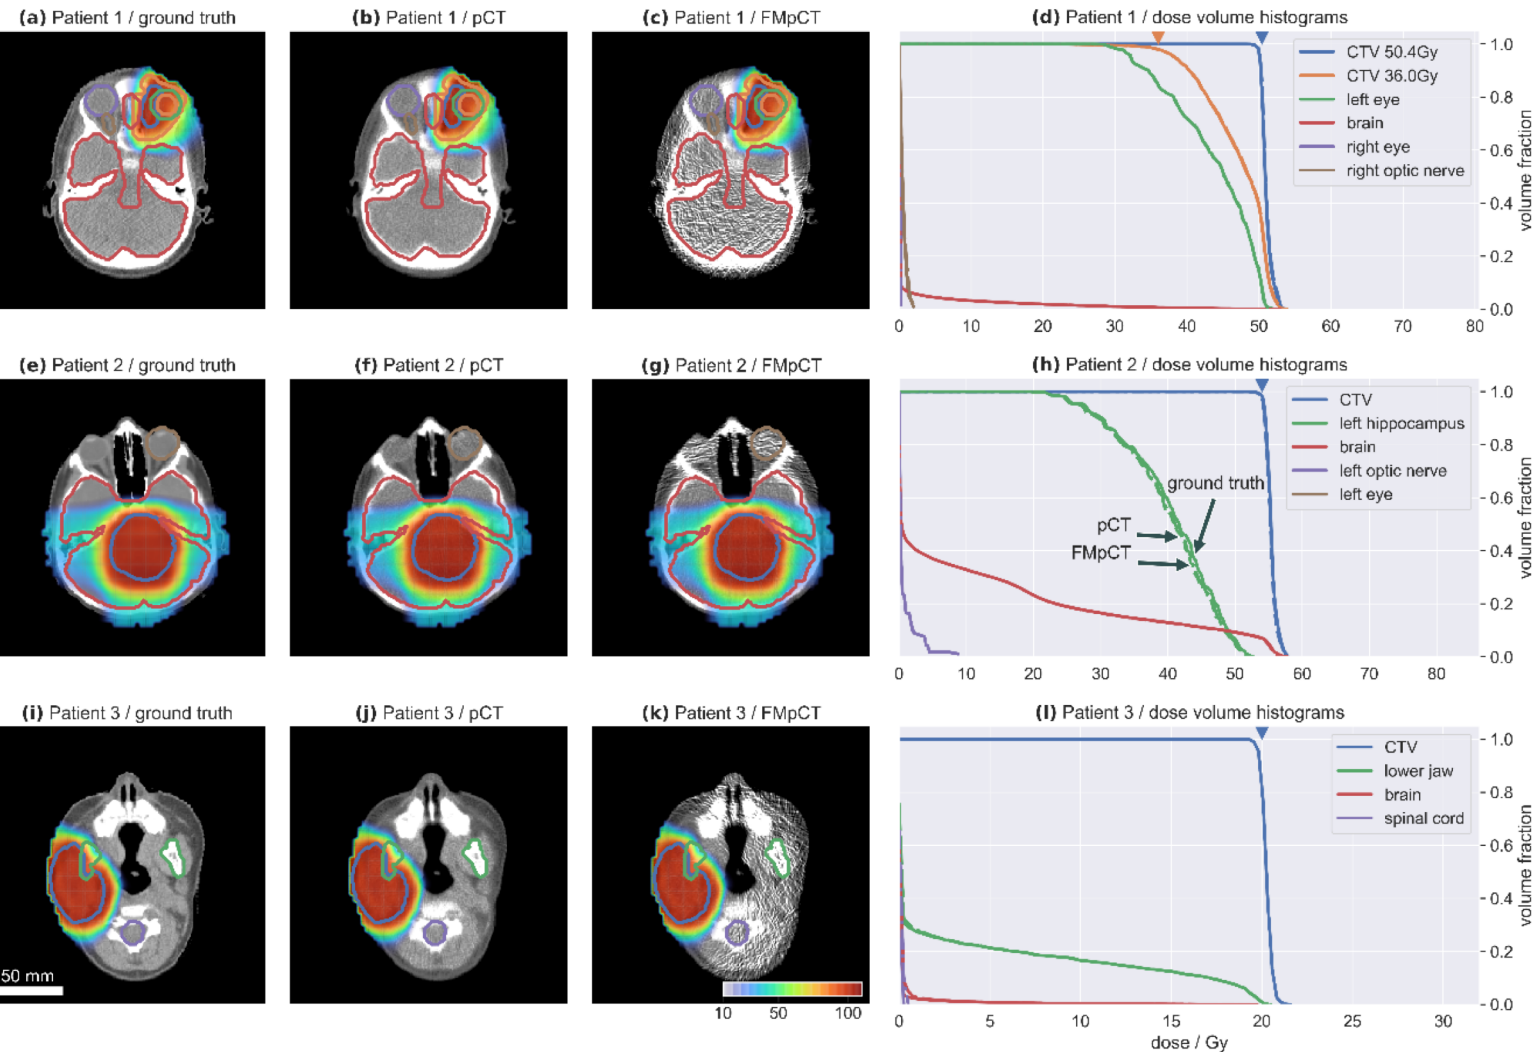 (a) Patient 1 / ground truth
(b) Patient 1 / pCT
(c) Patient 1 / FMpCT
(d) Patient 1 / dose volume histograms
CTV 50.4Gy
CTV 36.0Gy
left eye
brain
right eye
right optic nerve
1.0
0.8
0.6
0.4
0.2
0.0
volume fraction
0 10 20 30 40 50 60 70 80
(e) Patient 2 / ground truth
(f) Patient 2 / pCT
(g) Patient 2 / FMpCT
(h) Patient 2 / dose volume histograms
CTV
left hippocampus
brain
left optic nerve
left eye
ground truth
pCT
FMpCT
1.0
0.8
0.6
0.4
0.2
0.0
volume fraction
0 10 20 30 40 50 60 70 80
(i) Patient 3 / ground truth
(j) Patient 3 / pCT
(k) Patient 3 / FMpCT
(l) Patient 3 / dose volume histograms
CTV
lower jaw
brain
spinal cord
1.0
0.8
0.6
0.4
0.2
0.0
volume fraction
50 mm
10 50 100
0 5 10 15 20 25 30
dose / Gy